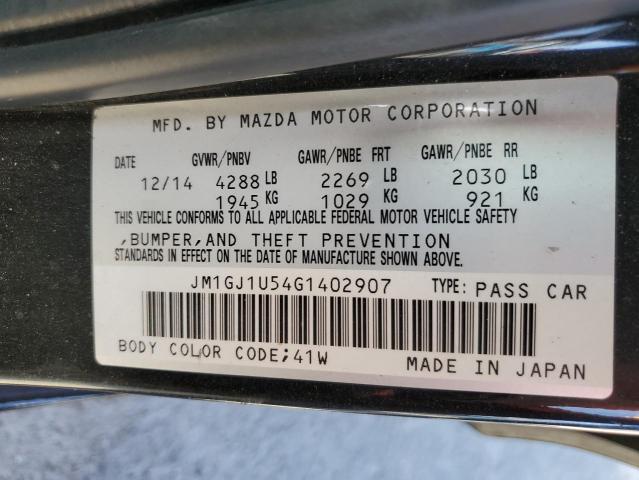 MFD. BY MAZDA MOTOR CORPORATION
DATE GVWR/PNBV GAWR/PNBE FRT GAWR/PNBE RR
12/14 4288 LB 2269 LB 2030 LB
1945 KG 1029 KG 921 KG
THIS VEHICLE CONFORMS TO ALL APPLICABLE FEDERAL MOTOR VEHICLE SAFETY
,BUMPER,AND THEFT PREVENTION
STANDARDS IN EFFECT ON THE DATE OF MANUFACTURE SHOWN ABOVE.
JM1GJ1U54G1402907 TYPE: PASS CAR
BODY COLOR CODE;41W MADE IN JAPAN